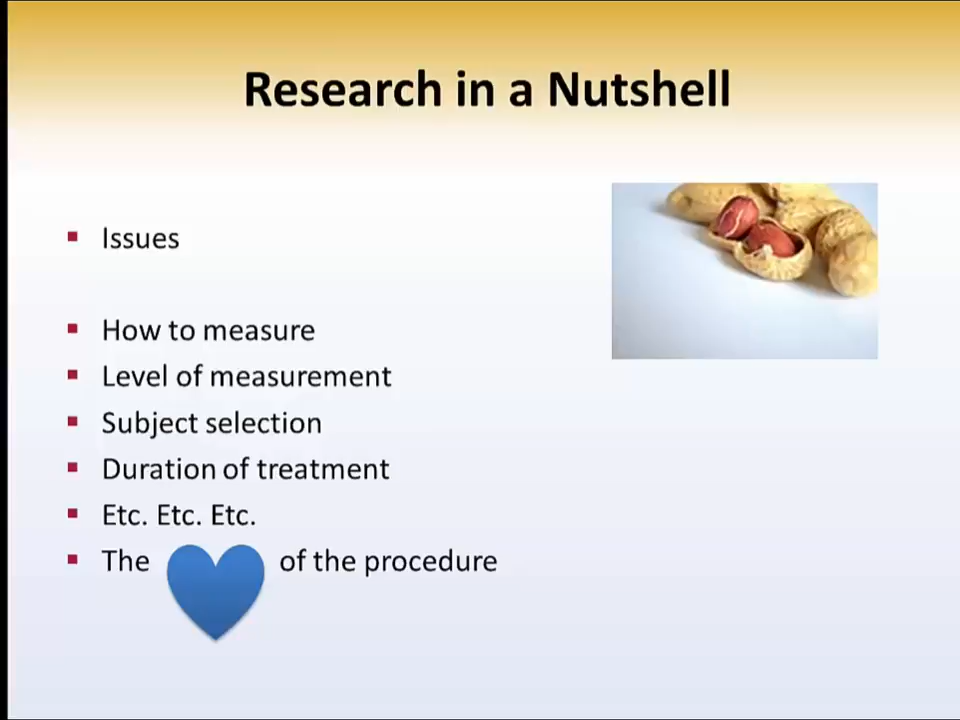 Research in a Nutshell
Issues
How to measure
Level of measurement
Subject selection
Duration of treatment
Etc. Etc. Etc.
The of the procedure